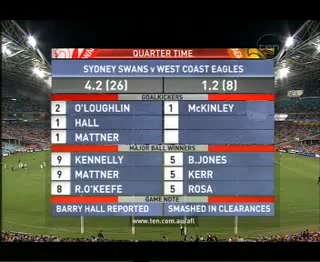 QUARTER TIME
ten
SYDNEY SWANS v WEST COAST EAGLES
4.2 (26) 1.2 (8)
GOALKICKERS
2 O'LOUGHLIN 1 McKINLEY
1 HALL
1 MATTNER
MAJOR BALL WINNERS
9 KENNELLY 5 B.JONES
9 MATTNER 5 KERR
8 R.O'KEEFE 5 ROSA
GAME NOTE
BARRY HALL REPORTED SMASHED IN CLEARANCES
www.ten.com.au/afl